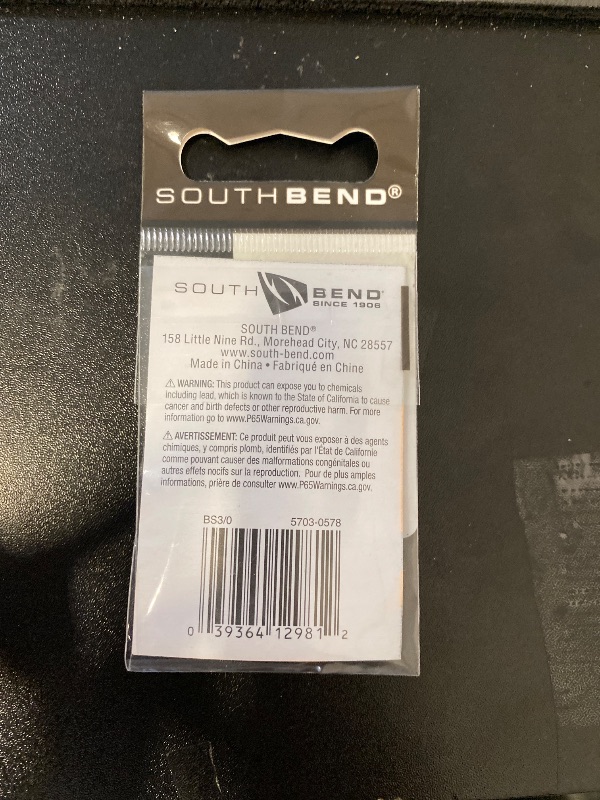 SOUTH BEND®
SOUTH BEND®
SINCE 1906
SOUTH BEND®
158 Little Nine Rd., Morehead City, NC 28557
www.south-bend.com
Made in China • Fabriqué en Chine
⚠ WARNING: This product can expose you to chemicals
including lead, which is known to the State of California to cause
cancer and birth defects or other reproductive harm. For more
information go to www.P65Warnings.ca.gov.
⚠ AVERTISSEMENT: Ce produit peut vous exposer à des agents
chimiques, y compris plomb, identifiés par l'État de Californie
comme pouvant causer des malformations congénitales ou
autres effets nocifs sur la reproduction. Pour de plus amples
informations, prière de consulter www.P65Warnings.ca.gov.
BS3/0 5703-0578
0 39364 12981 2